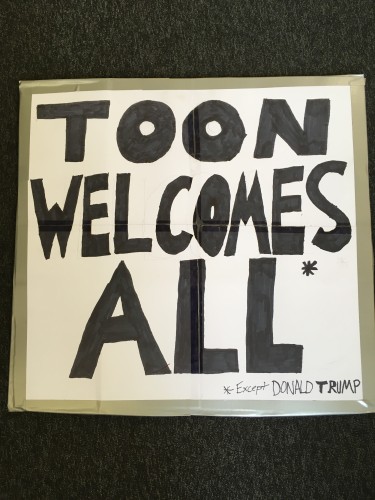 TOON
WELCOMES
ALL*
* Except DONALD TRUMP